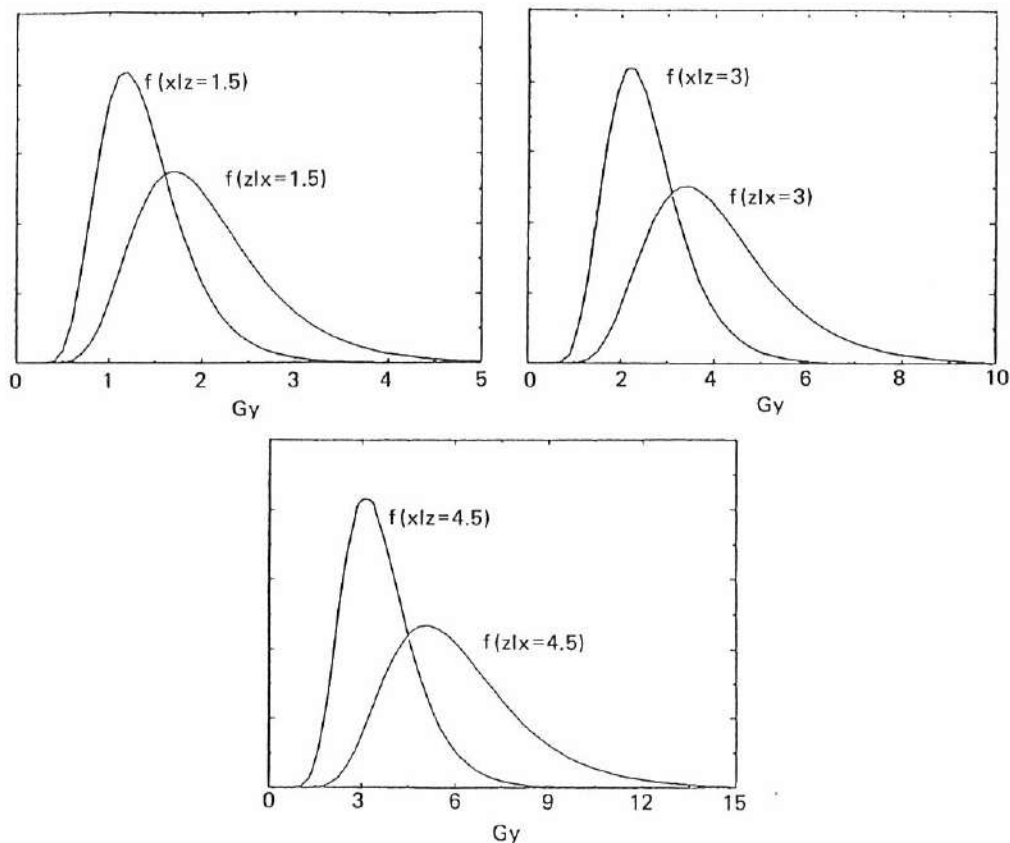 f(x|z=1.5)
f(z|x=1.5)
0 1 2 3 4 5
Gy
f(x|z=3)
f(z|x=3)
0 2 4 6 8 10
Gy
f(x|z=4.5)
f(z|x=4.5)
0 3 6 9 12 15
Gy